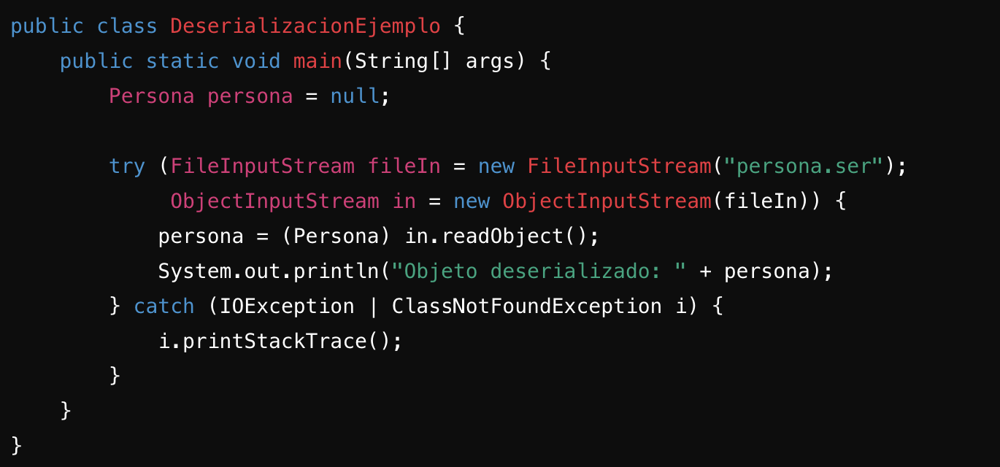 public class DeserializacionEjemplo {
    public static void main(String[] args) {
        Persona persona = null;
        try (FileInputStream fileIn = new FileInputStream("persona.ser");
             ObjectInputStream in = new ObjectInputStream(fileIn)) {
            persona = (Persona) in.readObject();
            System.out.println("Objeto deserializado: " + persona);
        } catch (IOException | ClassNotFoundException i) {
            i.printStackTrace();
        }
    }
}